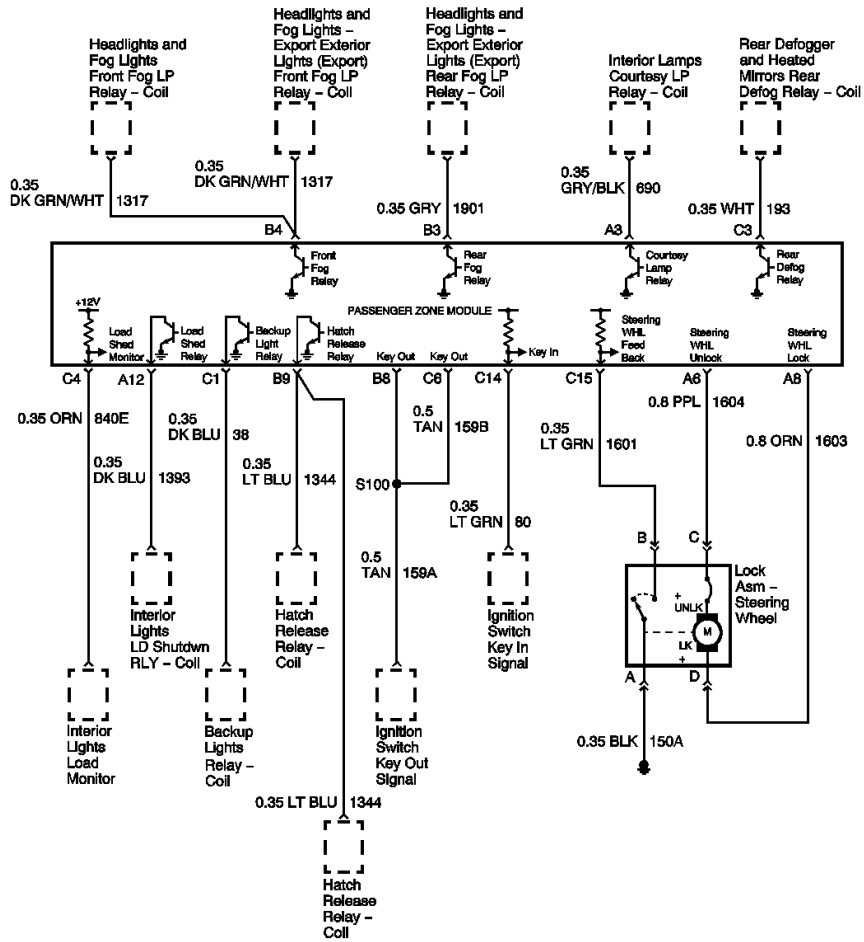 Headlights and
Fog Lights
Front Fog LP
Relay – Coil
Headlights and
Fog Lights –
Export Exterior
Lights (Export)
Front Fog LP
Relay – Coil
Headlights and
Fog Lights –
Export Exterior
Lights (Export)
Rear Fog LP
Relay – Coil
Interior Lamps
Courtesy LP
Relay – Coil
Rear Defogger
and Heated
Mirrors Rear
Defog Relay – Coil
0.35
DK GRN/WHT 1317
0.35
DK GRN/WHT 1317
0.35 GRY 1901
0.35
GRY/BLK 690
0.35 WHT 193
B4
B3
A3
C3
Front
Fog
Relay
Rear
Fog
Relay
Courtesy
Lamp
Relay
Rear
Defog
Relay
+12V
PASSENGER ZONE MODULE
Load
Shed
Monitor
Load
Shed
Relay
Backup
Light
Relay
Hatch
Release
Relay
Key Out
Key Out
Key In
Steering
WHL
Feed
Back
Steering
WHL
Unlock
Steering
WHL
Lock
C4
A12
C1
B9
B8
C6
C14
C15
A6
A8
0.35 ORN 840E
0.35
DK BLU 1393
0.35
DK BLU 38
0.35
LT BLU 1344
0.5
TAN 159B
S100
0.5
TAN 159A
0.35
LT GRN 80
0.35
LT GRN 1601
0.8 PPL 1604
0.8 ORN 1603
B
C
Lock
Asm –
Steering
Wheel
+
UNLK
M
LK
+
A
D
0.35 BLK 150A
Interior
Lights
LD Shutdwn
RLY – Coil
Hatch
Release
Relay –
Coil
Ignition
Switch
Key In
Signal
Interior
Lights
Load
Monitor
Backup
Lights
Relay –
Coil
Ignition
Switch
Key Out
Signal
0.35 LT BLU 1344
Hatch
Release
Relay –
Coil